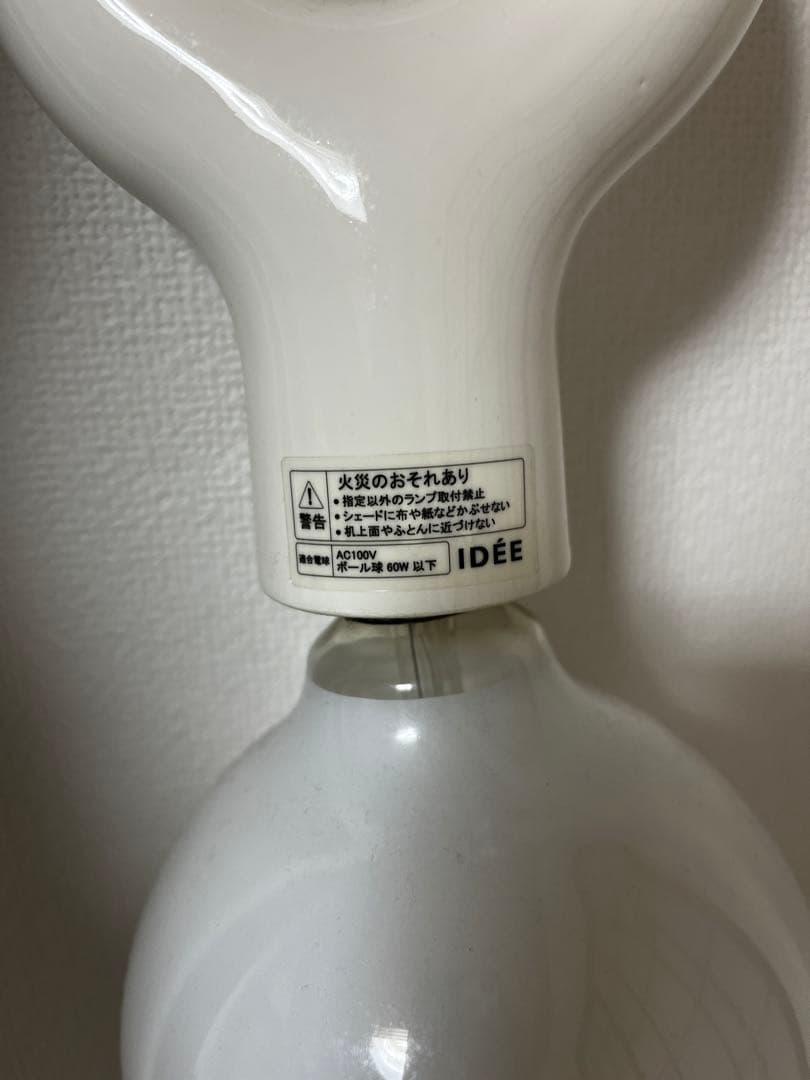 火災のおそれあり
•指定以外のランプ取付禁止
•シェードに布や紙などかぶせない
•机上面やふとんに近づけない
警告
適合電球
AC100V
ボール球 60W 以下
IDÉE